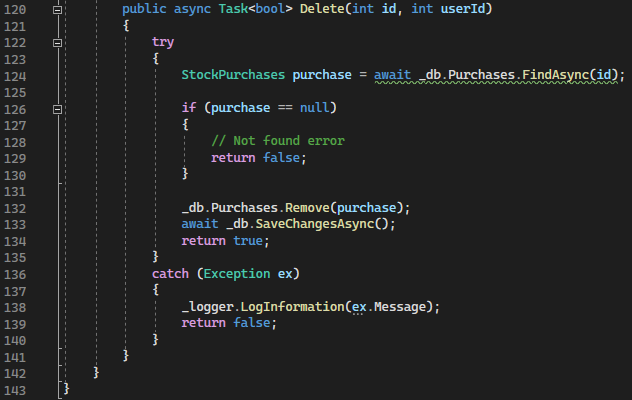 120 public async Task<bool> Delete(int id, int userId)
121 {
122 try
123 {
124 StockPurchases purchase = await _db.Purchases.FindAsync(id);
125
126 if (purchase == null)
127 {
128 // Not found error
129 return false;
130 }
131
132 _db.Purchases.Remove(purchase);
133 await _db.SaveChangesAsync();
134 return true;
135 }
136 catch (Exception ex)
137 {
138 _logger.LogInformation(ex.Message);
139 return false;
140 }
141 }
142 }
143 }